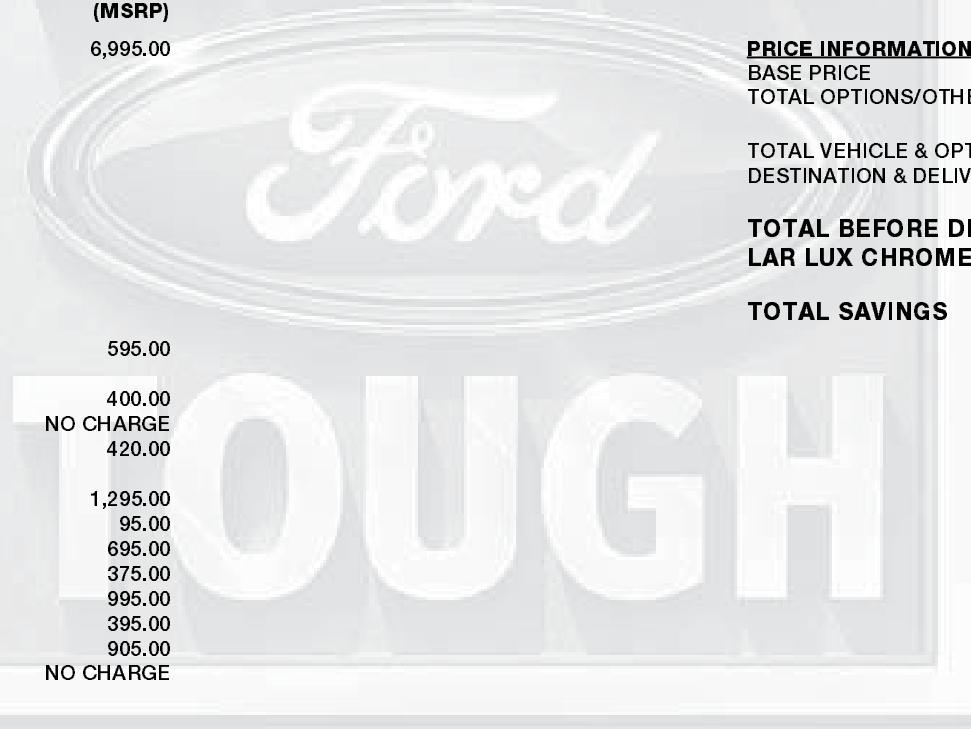 (MSRP)
6,995.00
595.00
400.00
NO CHARGE
420.00
1,295.00
95.00
695.00
375.00
995.00
395.00
905.00
NO CHARGE
PRICE INFORMATION
BASE PRICE
TOTAL OPTIONS/OTHE
TOTAL VEHICLE & OPT
DESTINATION & DELIV
TOTAL BEFORE DI
LAR LUX CHROME
TOTAL SAVINGS
Ford
TOUGH